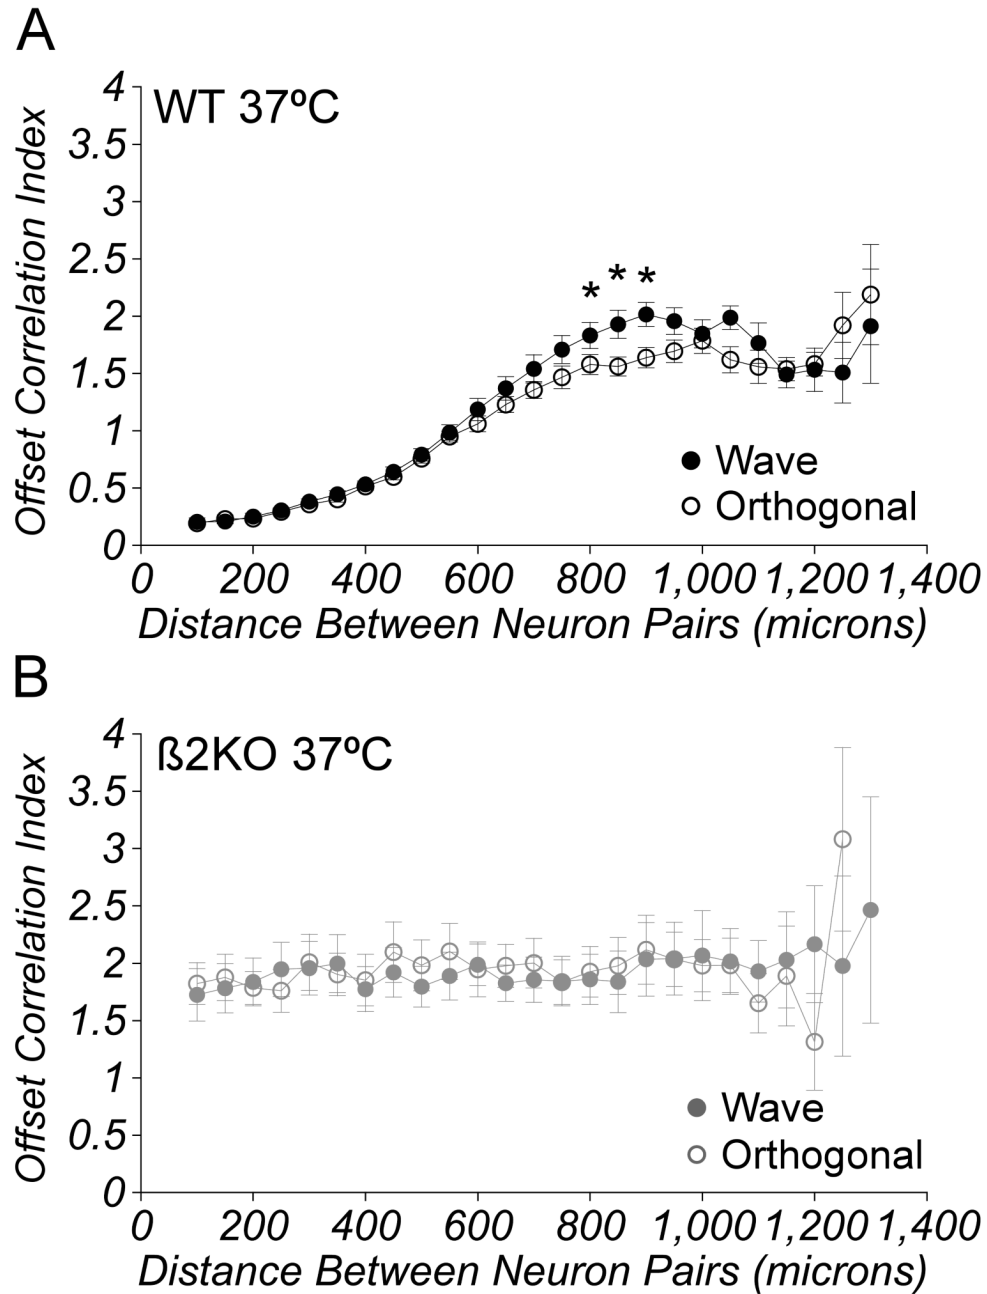 A
WT 37ºC
Offset Correlation Index
4
3.5
3
2.5
2
1.5
1
0.5
0
* * *
Wave
Orthogonal
0 200 400 600 800 1,000 1,200 1,400
Distance Between Neuron Pairs (microns)
B
ß2KO 37ºC
Offset Correlation Index
4
3.5
3
2.5
2
1.5
1
0.5
0
Wave
Orthogonal
0 200 400 600 800 1,000 1,200 1,400
Distance Between Neuron Pairs (microns)